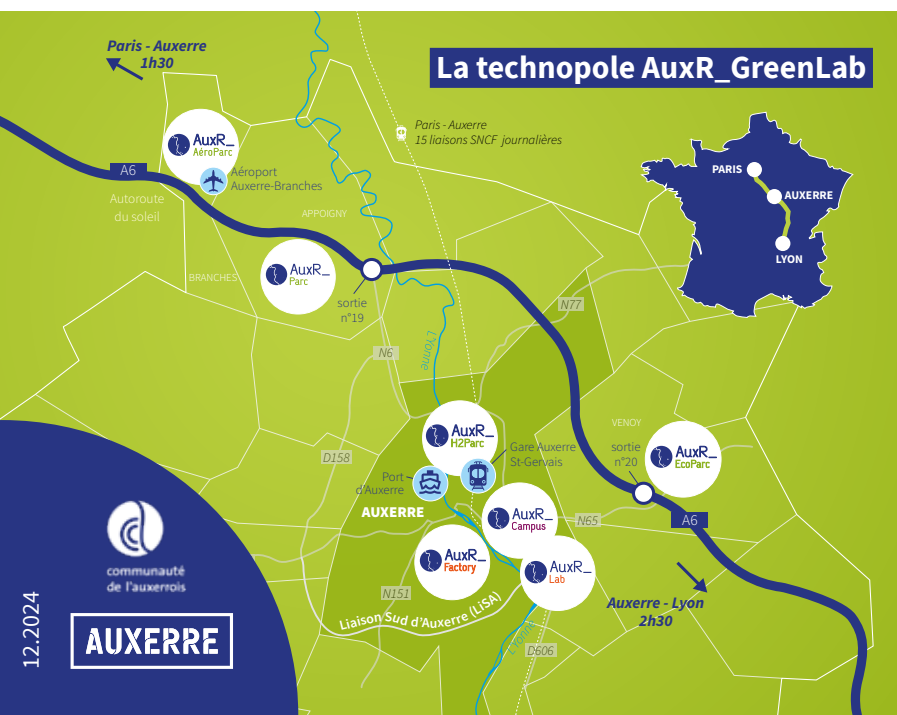 Paris - Auxerre
1h30
La technopole AuxR_GreenLab
Paris - Auxerre
15 liaisons SNCF journalières
AuxR_
AéroParc
A6
Aéroport
Auxerre-Branches
Autoroute
du soleil
APPOIGNY
PARIS
AUXERRE
LYON
BRANCHES
AuxR_
Parc
sortie
n°19
N77
L'Yonne
N6
VENOY
AuxR_
H2Parc
Gare Auxerre
St-Gervais
sortie
n°20
AuxR_
EcoParc
D158
Port
d'Auxerre
AUXERRE
AuxR_
Campus
N65
A6
AuxR_
Factory
AuxR_
Lab
N151
Liaison Sud d'Auxerre (LiSA)
Auxerre - Lyon
2h30
L'Yonne
D606
communauté
de l'auxerrois
AUXERRE
12.2024